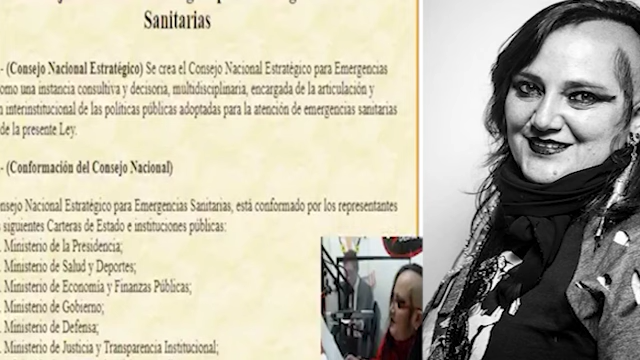 Sanitarias
- (Consejo Nacional Estratégico) Se crea el Consejo Nacional Estratégico para Emergencias
como una instancia consultiva y decisoria, multidisciplinaria, encargada de la articulación y
interinstitucional de las políticas públicas adoptadas para la atención de emergencias sanitarias
de la presente Ley.
- (Conformación del Consejo Nacional)
Consejo Nacional Estratégico para Emergencias Sanitarias, está conformado por los representantes
siguientes Carteras de Estado e instituciones públicas:
Ministerio de la Presidencia;
Ministerio de Salud y Deportes;
Ministerio de Economía y Finanzas Públicas;
Ministerio de Gobierno;
Ministerio de Defensa;
Ministerio de Justicia y Transparencia Institucional;